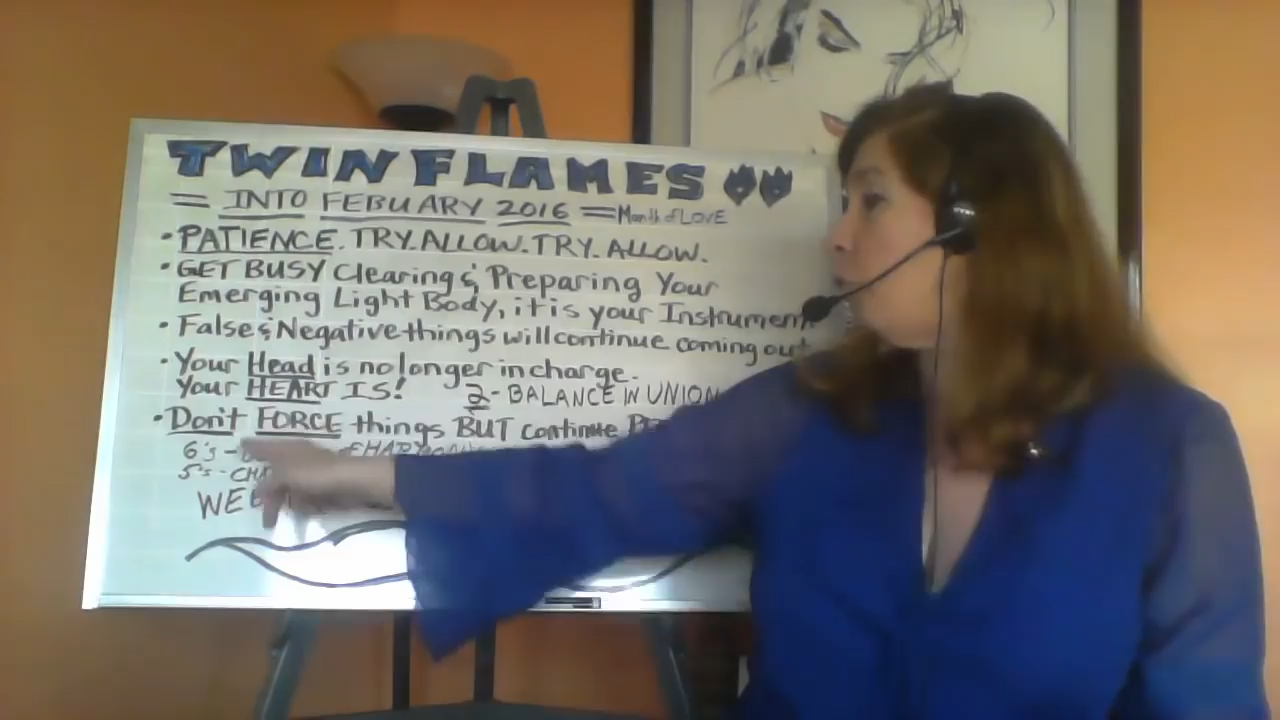 TWIN FLAMES
= INTO FEBUARY 2016 = Month of LOVE
• PATIENCE. TRY. ALLOW. TRY. ALLOW.
• GET BUSY Clearing & Preparing Your
Emerging Light Body, it is your Instrument
• False & Negative things will continue coming out
• Your Head is no longer in charge.
Your HEART IS! 2 - BALANCE IN UNION
• Don't FORCE things BUT continue
6's -
5's -